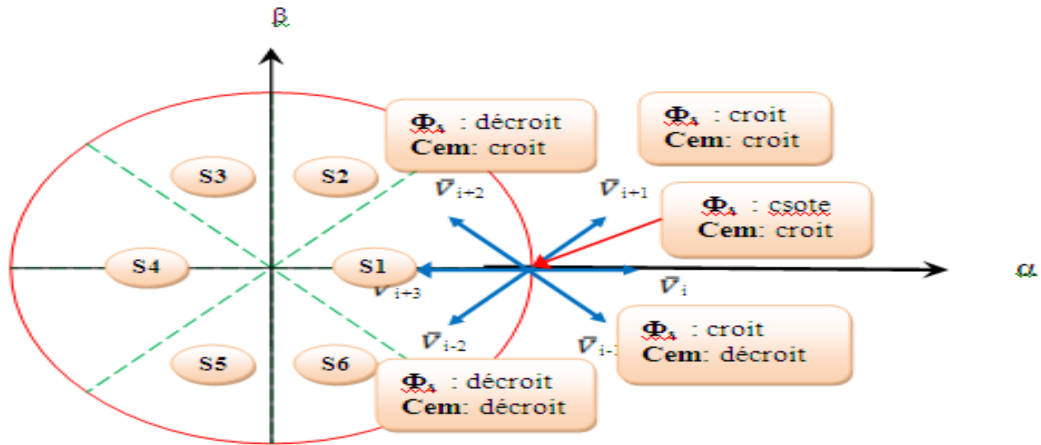 β
Φs : décroit
Cem: croit
Φs : croit
Cem: croit
S3
S2
V̄i+2
V̄i+1
Φs : csote
Cem: croit
S4
S1
V̄i+3
V̄i
α
V̄i-2
Φs : croit
Cem: décroit
S5
S6
Φs : décroit
Cem: décroit